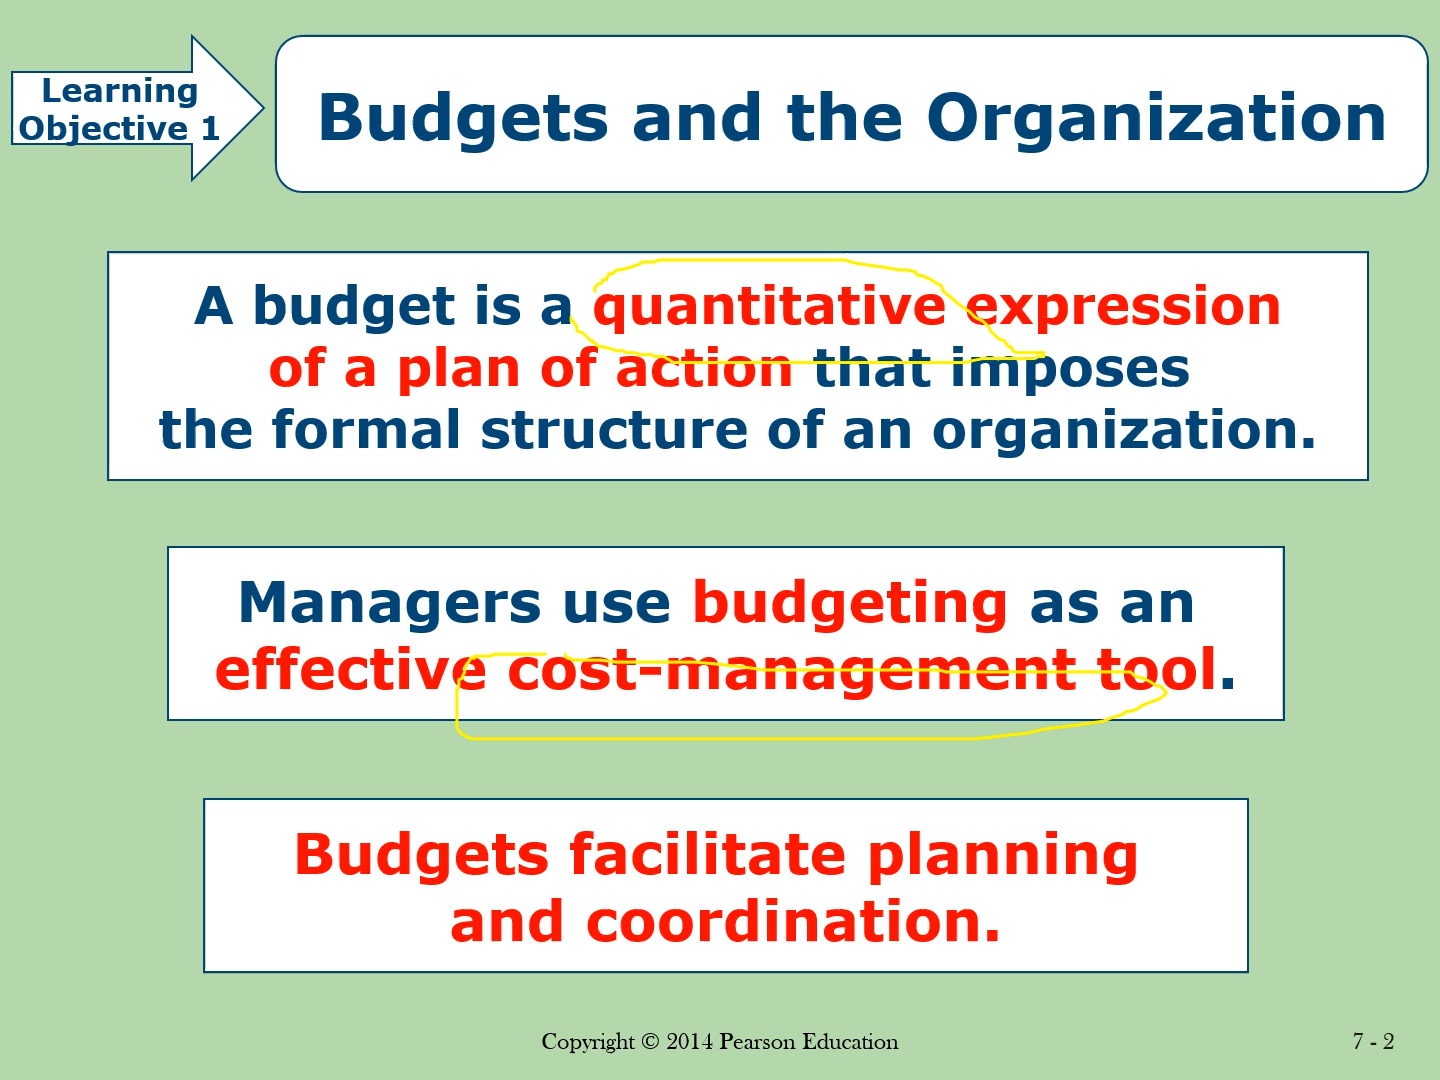 Learning
Objective 1
Budgets and the Organization
A budget is a quantitative expression
of a plan of action that imposes
the formal structure of an organization.
Managers use budgeting as an
effective cost-management tool.
Budgets facilitate planning
and coordination.
Copyright © 2014 Pearson Education
7 - 2